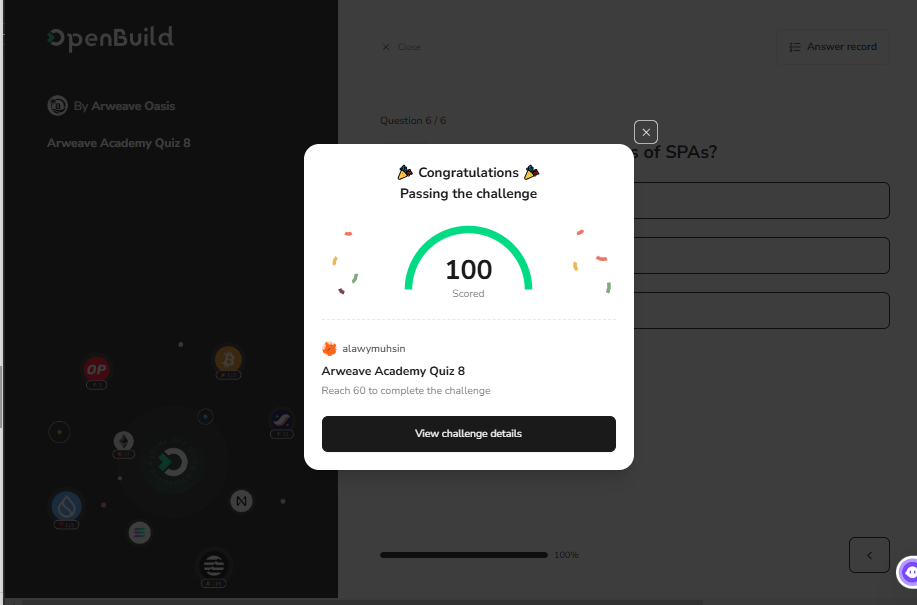 OpenBuild
Close
Answer record
By Arweave Oasis
Question 6 / 6
Arweave Academy Quiz 8
s of SPAs?
Congratulations
Passing the challenge
100
Scored
alawymuhsin
Arweave Academy Quiz 8
Reach 60 to complete the challenge
View challenge details
OP
100%